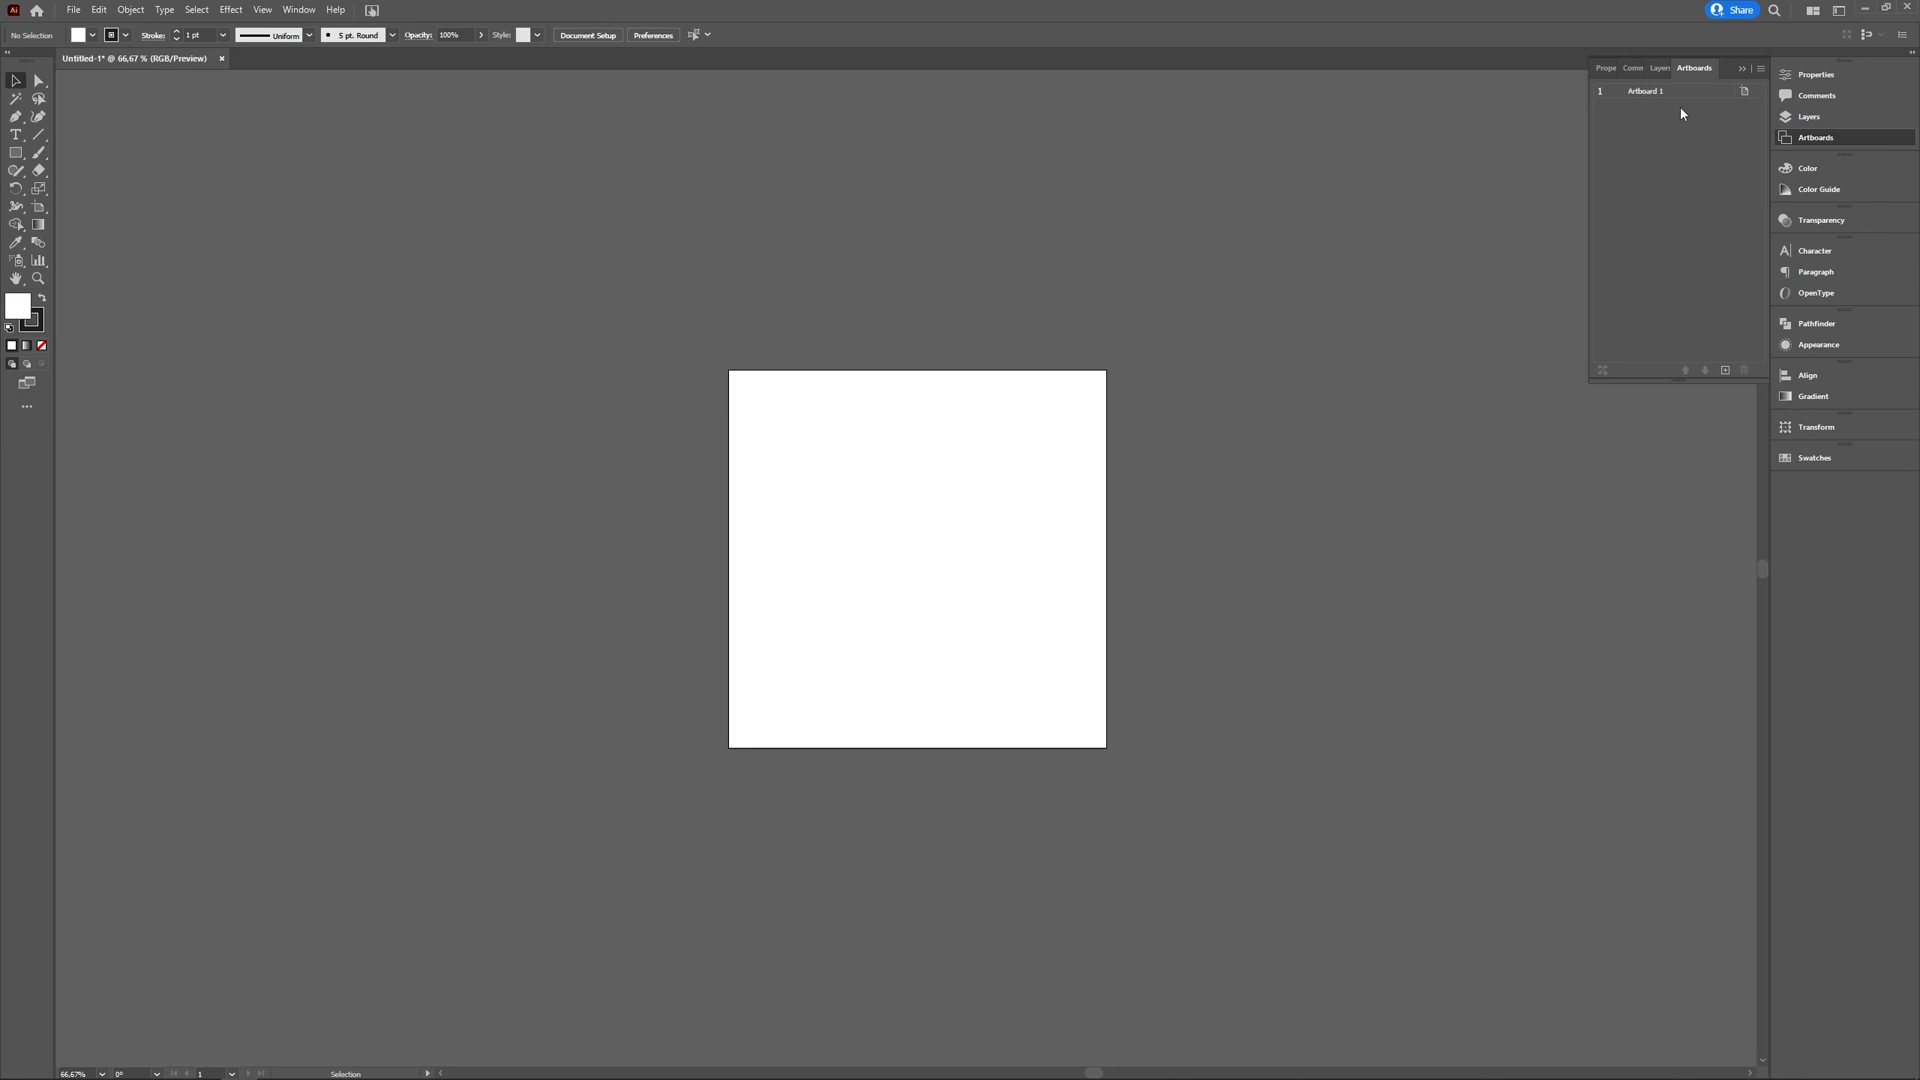 Ai File Edit Object Type Select Effect View Window Help Share
No Selection Stroke: 1 pt Uniform 5 pt. Round Opacity: 100% Style: Document Setup Preferences
Untitled-1* @ 66,67 % (RGB/Preview)
Prope Comn Layers Artboards
1 Artboard 1
Properties
Comments
Layers
Artboards
Color
Color Guide
Transparency
Character
Paragraph
OpenType
Pathfinder
Appearance
Align
Gradient
Transform
Swatches
66,67% 0° 1 Selection